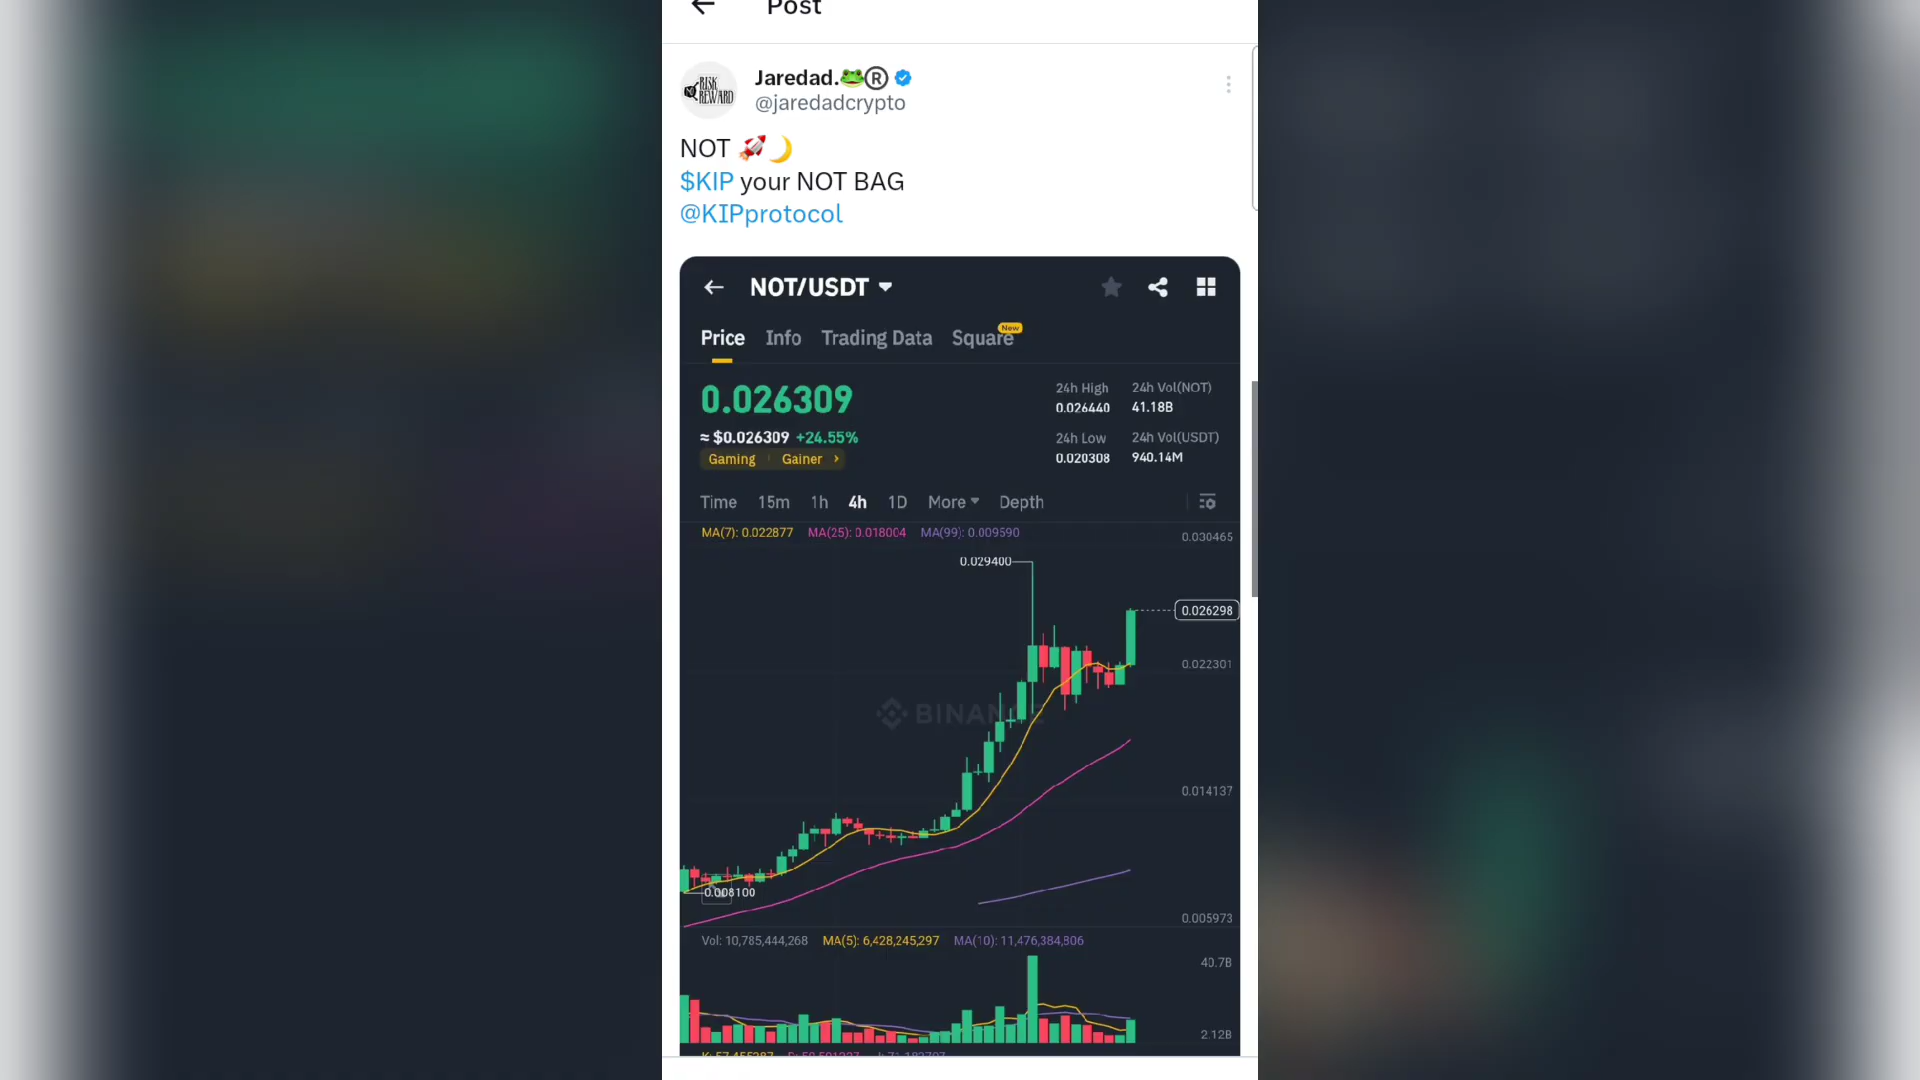 Post
RISK
REWARD
Jaredad.🐸®
@jaredadcrypto
NOT 🚀🌙
$KIP your NOT BAG
@KIPprotocol
NOT/USDT
Price Info Trading Data Square New
0.026309
≈ $0.026309 +24.55%
Gaming Gainer
24h High 24h Vol(NOT)
0.026440 41.18B
24h Low 24h Vol(USDT)
0.020308 940.14M
Time 15m 1h 4h 1D More Depth
MA(7): 0.022877 MA(25): 0.018004 MA(99): 0.009590
0.030465
0.029400
0.026298
0.022301
BINANCE
0.014137
0.008100
0.005973
Vol: 10,785,444,268 MA(5): 6,428,245,297 MA(10): 11,476,384,806
40.7B
2.12B